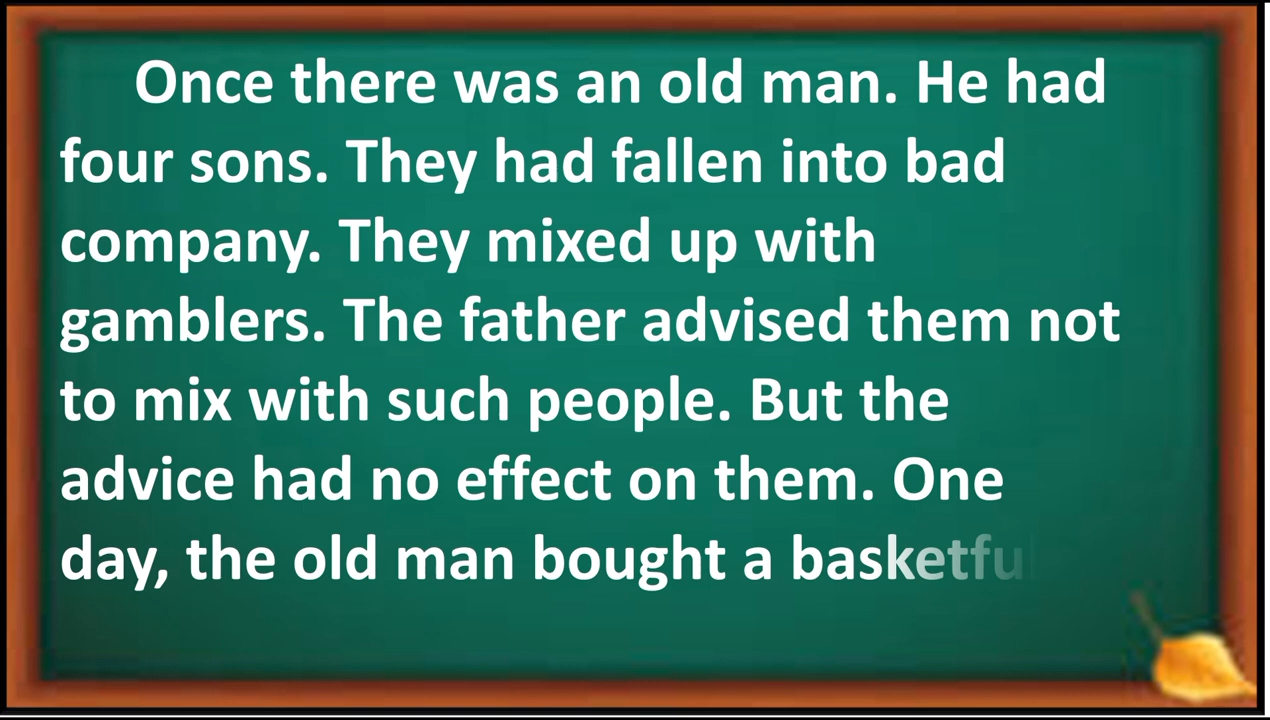 Once there was an old man. He had
four sons. They had fallen into bad
company. They mixed up with
gamblers. The father advised them not
to mix with such people. But the
advice had no effect on them. One
day, the old man bought a basketful